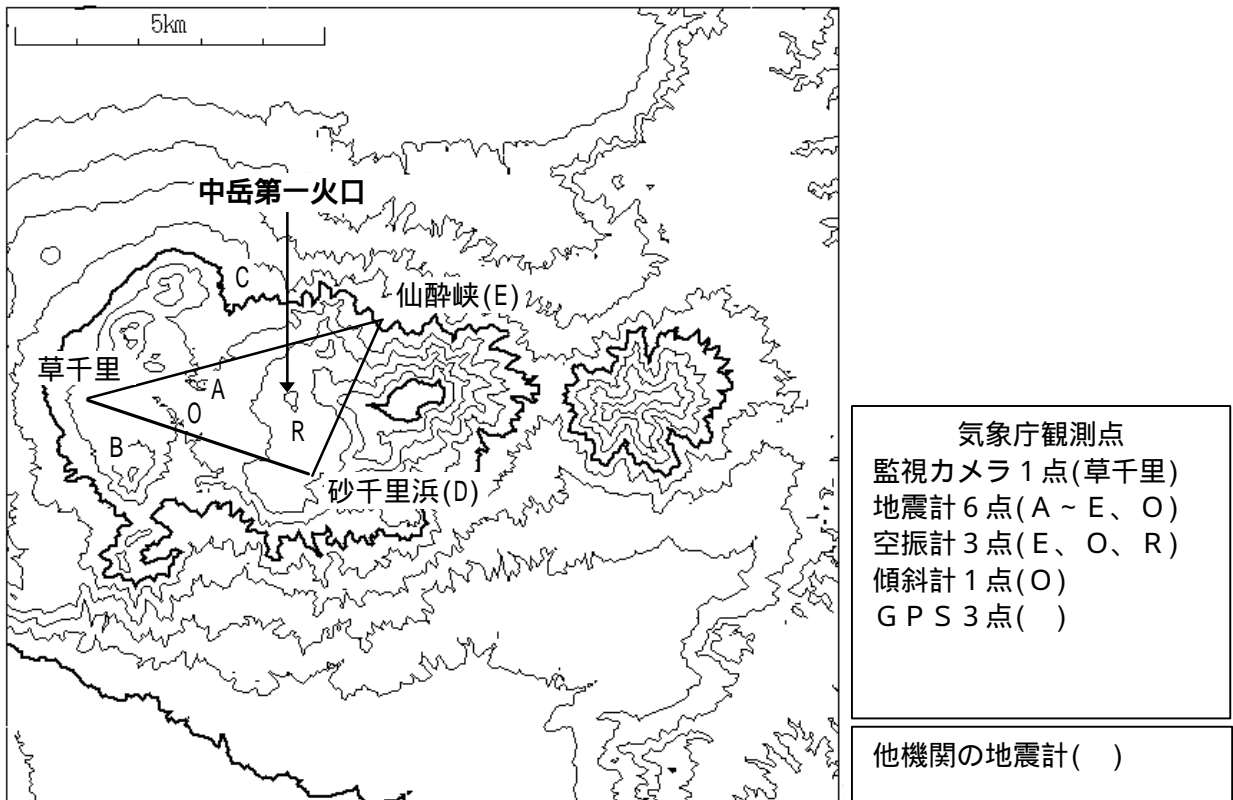 5km
中岳第一火口
C
仙酔峡(E)
草千里
A
O
R
B
砂千里浜(D)
気象庁観測点
監視カメラ1点(草千里)
地震計6点(A~E、O)
空振計3点(E、O、R)
傾斜計1点(O)
GPS3点( )
他機関の地震計( )